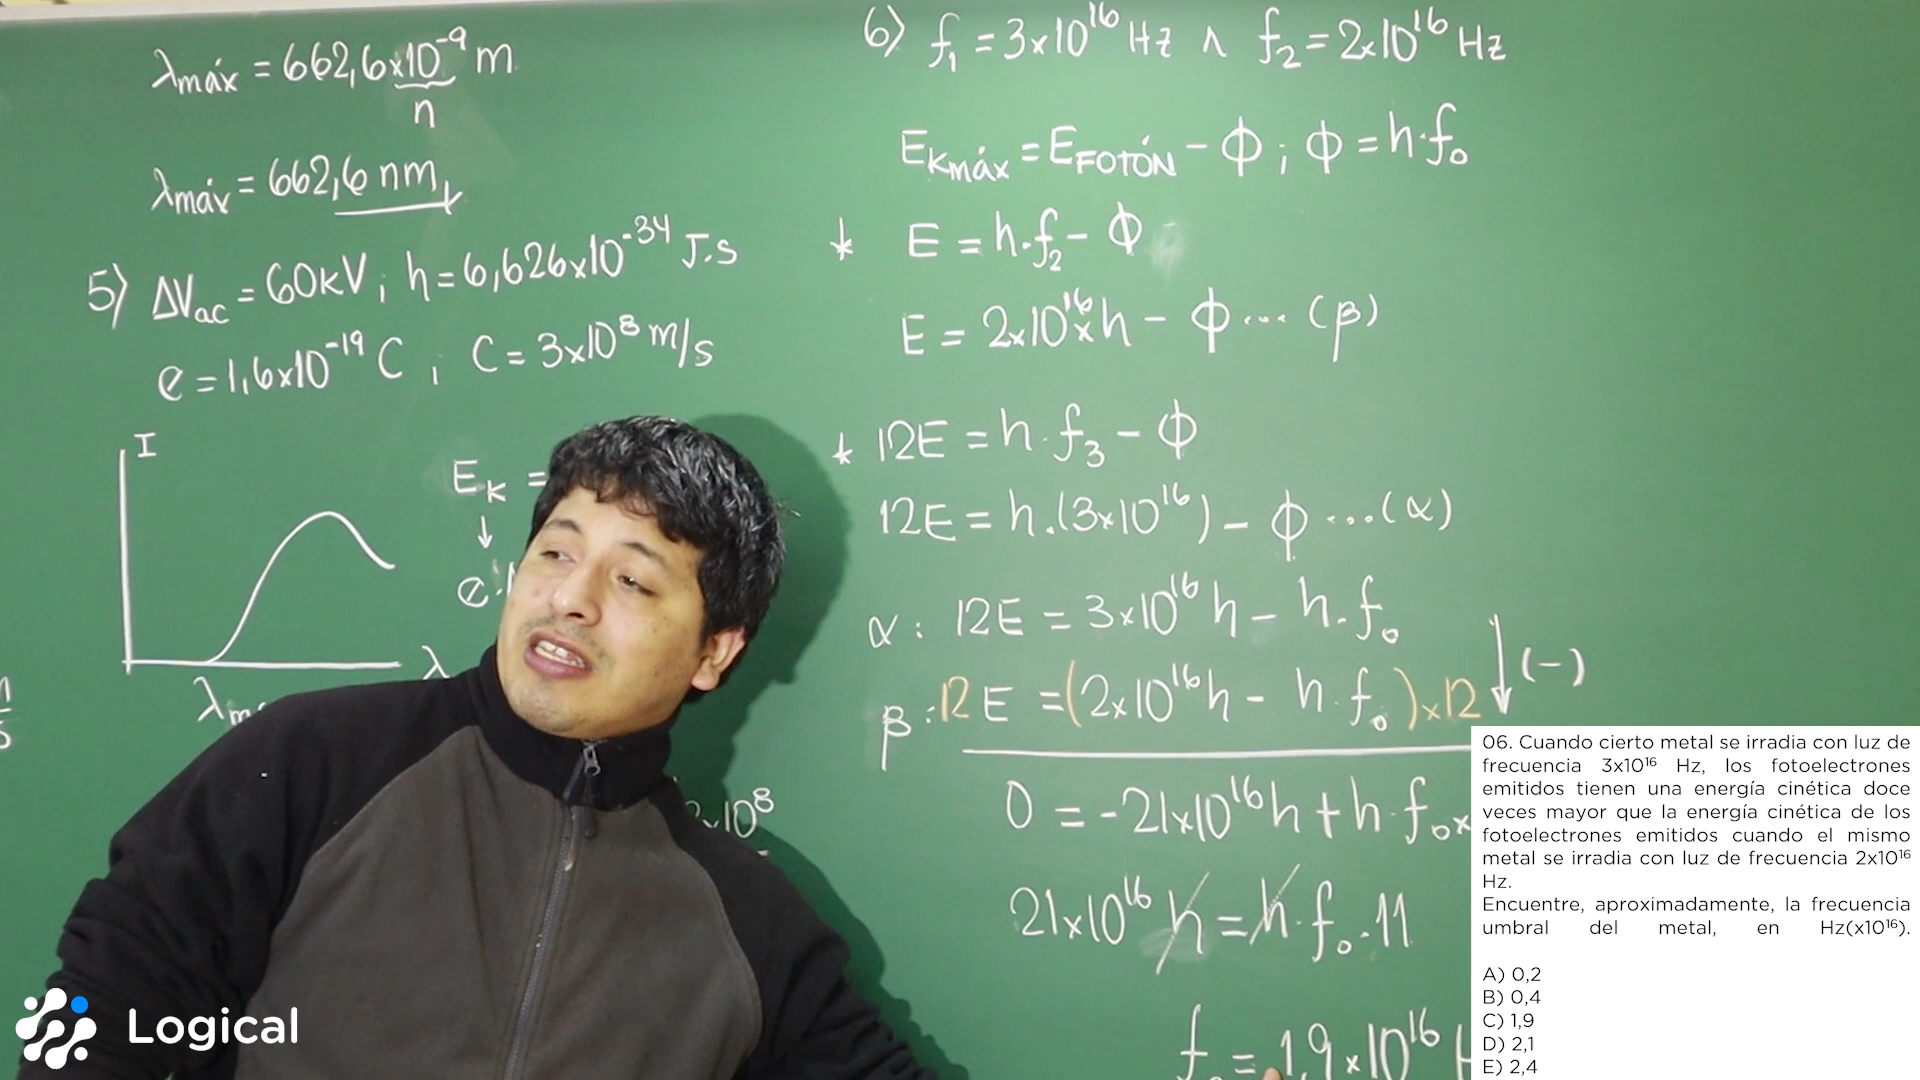 λmáx = 662,6x10⁻⁹ m
n
λmáx = 662,6 nm
5) ΔVac = 60kV ; h = 6,626x10⁻³⁴ J.s
e = 1,6x10⁻¹⁹ C ; C = 3x10⁸ m/s
I
EK =
↓
e.
λ
x10⁸
6) f₁ = 3x10¹⁶ Hz ∧ f₂ = 2x10¹⁶ Hz
EKmáx = EFOTÓN - Φ ; Φ = h.f₀
* E = h.f₂ - Φ
E = 2x10¹⁶xh - Φ ... (β)
* 12E = h.f₃ - Φ
12E = h.(3x10¹⁶) - Φ ...(α)
α: 12E = 3x10¹⁶h - h.f₀
β: 12E = (2x10¹⁶h - h.f₀)x12
↓(-)
0 = -21x10¹⁶h + h.f₀x
21x10¹⁶ h = h.f₀.11
f₀ = 1,9x10¹⁶ H
06. Cuando cierto metal se irradia con luz de
frecuencia 3x10¹⁶ Hz, los fotoelectrones
emitidos tienen una energía cinética doce
veces mayor que la energía cinética de los
fotoelectrones emitidos cuando el mismo
metal se irradia con luz de frecuencia 2x10¹⁶
Hz.
Encuentre, aproximadamente, la frecuencia
umbral del metal, en Hz(x10¹⁶).
A) 0,2
B) 0,4
C) 1,9
D) 2,1
E) 2,4
Logical